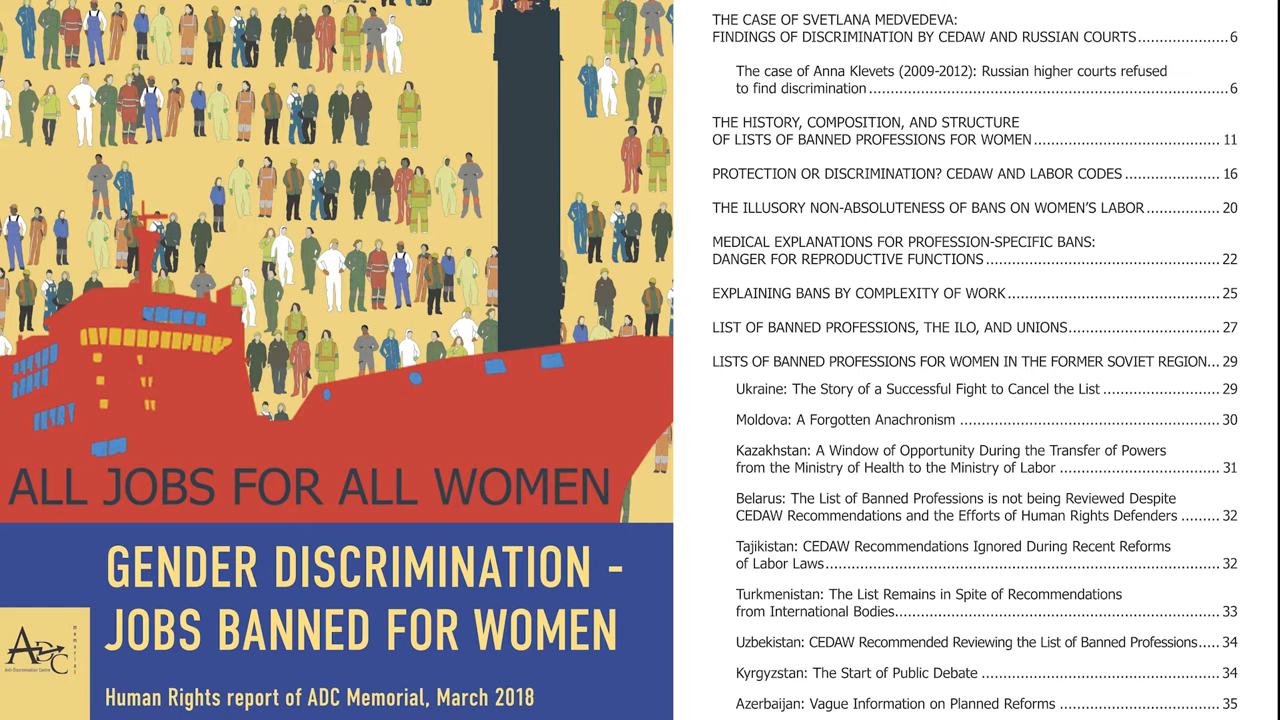 ALL JOBS FOR ALL WOMEN
GENDER DISCRIMINATION -
JOBS BANNED FOR WOMEN
ADC
memorial
Anti-Discrimination Centre
Human Rights report of ADC Memorial, March 2018
THE CASE OF SVETLANA MEDVEDEVA:
FINDINGS OF DISCRIMINATION BY CEDAW AND RUSSIAN COURTS......................6
The case of Anna Klevets (2009-2012): Russian higher courts refused
to find discrimination......................6
THE HISTORY, COMPOSITION, AND STRUCTURE
OF LISTS OF BANNED PROFESSIONS FOR WOMEN...................... 11
PROTECTION OR DISCRIMINATION? CEDAW AND LABOR CODES ...................... 16
THE ILLUSORY NON-ABSOLUTENESS OF BANS ON WOMEN'S LABOR ...................... 20
MEDICAL EXPLANATIONS FOR PROFESSION-SPECIFIC BANS:
DANGER FOR REPRODUCTIVE FUNCTIONS...................... 22
EXPLAINING BANS BY COMPLEXITY OF WORK...................... 25
LIST OF BANNED PROFESSIONS, THE ILO, AND UNIONS...................... 27
LISTS OF BANNED PROFESSIONS FOR WOMEN IN THE FORMER SOVIET REGION... 29
Ukraine: The Story of a Successful Fight to Cancel the List ...................... 29
Moldova: A Forgotten Anachronism ...................... 30
Kazakhstan: A Window of Opportunity During the Transfer of Powers
from the Ministry of Health to the Ministry of Labor ...................... 31
Belarus: The List of Banned Professions is not being Reviewed Despite
CEDAW Recommendations and the Efforts of Human Rights Defenders ......... 32
Tajikistan: CEDAW Recommendations Ignored During Recent Reforms
of Labor Laws...................... 32
Turkmenistan: The List Remains in Spite of Recommendations
from International Bodies...................... 33
Uzbekistan: CEDAW Recommended Reviewing the List of Banned Professions..... 34
Kyrgyzstan: The Start of Public Debate ...................... 34
Azerbaijan: Vague Information on Planned Reforms ...................... 35